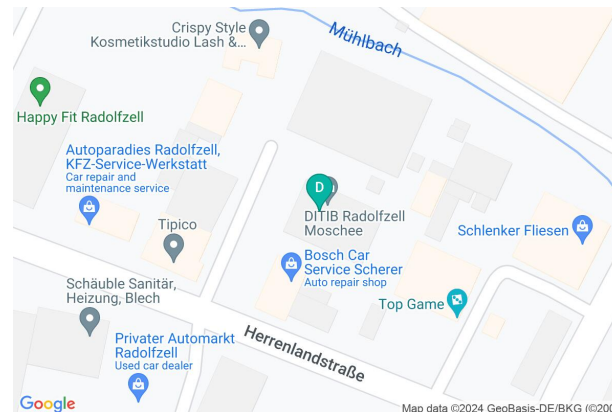 Crispy Style
Kosmetikstudio Lash &...
Mühlbach
Happy Fit Radolfzell
Autoparadies Radolfzell,
KFZ-Service-Werkstatt
Car repair and
maintenance service
D
DITIB Radolfzell
Moschee
Tipico
Schlenker Fliesen
Bosch Car
Service Scherer
Auto repair shop
Schäuble Sanitär,
Heizung, Blech
Top Game
Privater Automarkt
Radolfzell
Used car dealer
Herrenlandstraße
Google
Map data ©2024 GeoBasis-DE/BKG